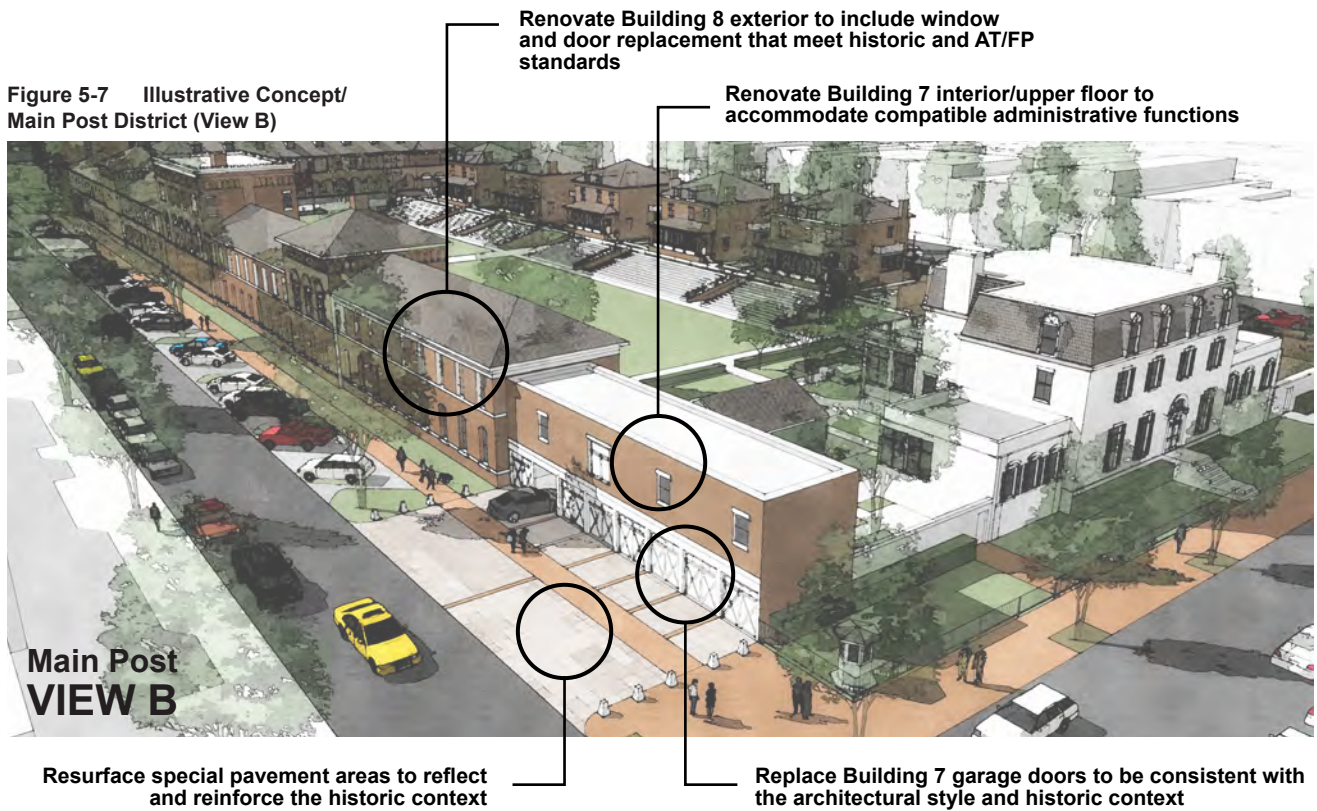 Renovate Building 8 exterior to include window
and door replacement that meet historic and AT/FP
standards
Figure 5-7 Illustrative Concept/
Main Post District (View B)
Renovate Building 7 interior/upper floor to
accommodate compatible administrative functions
Main Post
VIEW B
Resurface special pavement areas to reflect
and reinforce the historic context
Replace Building 7 garage doors to be consistent with
the architectural style and historic context